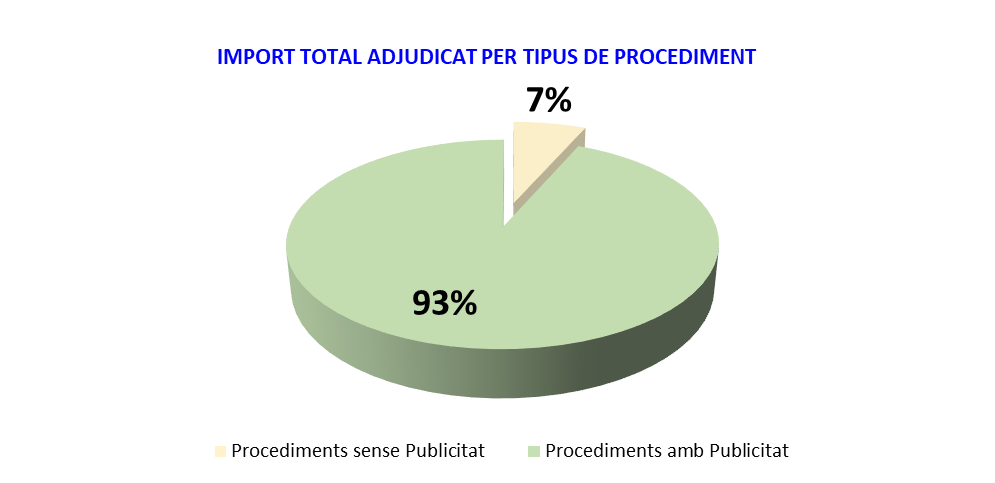 IMPORT TOTAL ADJUDICAT PER TIPUS DE PROCEDIMENT
7%
93%
Procediments sense Publicitat
Procediments amb Publicitat